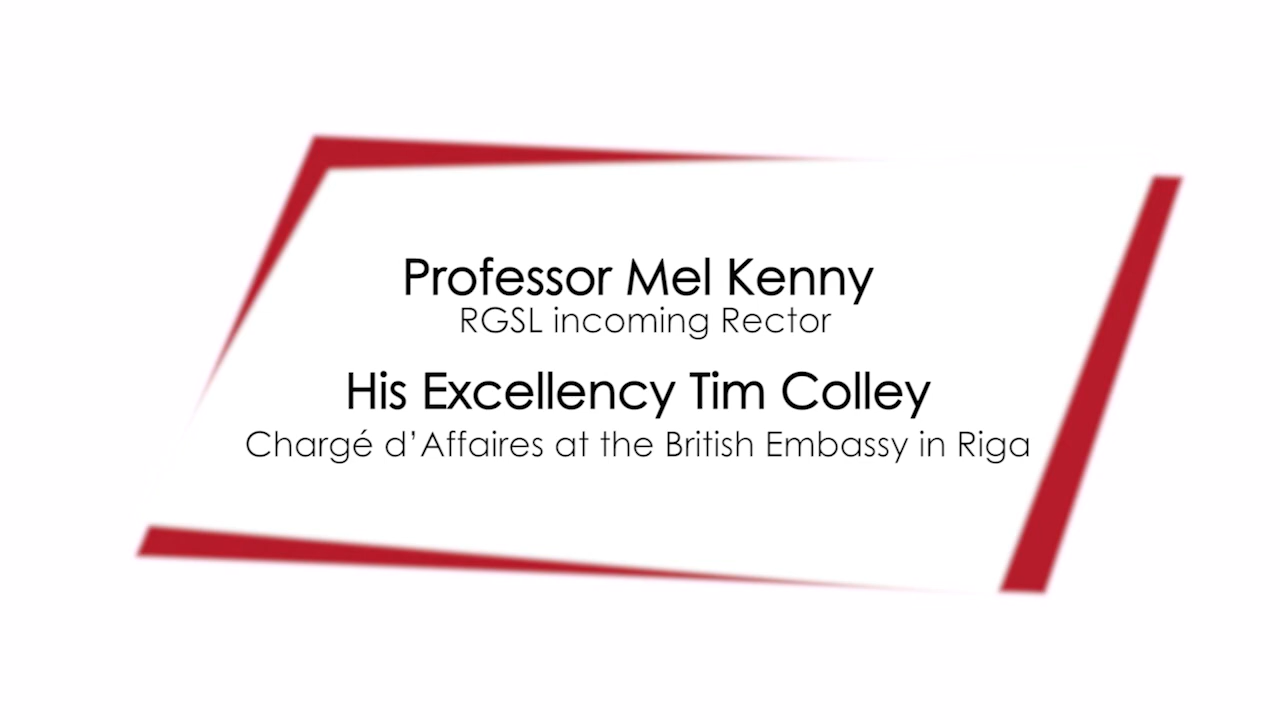 Professor Mel Kenny
RGSL incoming Rector
His Excellency Tim Colley
Chargé d’Affaires at the British Embassy in Riga